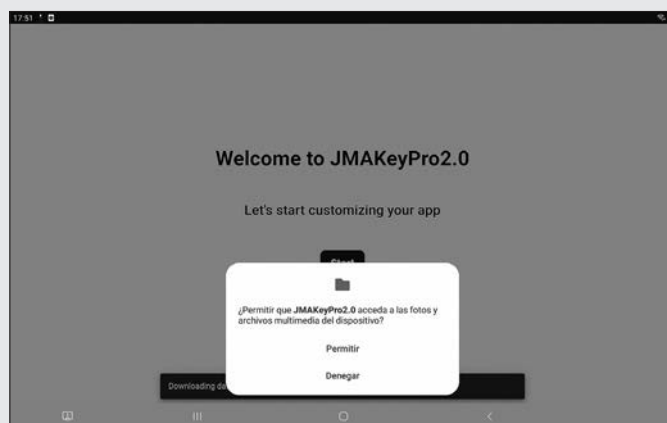 17:51
Welcome to JMAKeyPro2.0
Let's start customizing your app
Start
¿Permitir que JMAKeyPro2.0 acceda a las fotos y
archivos multimedia del dispositivo?
Permitir
Denegar
Downloading da